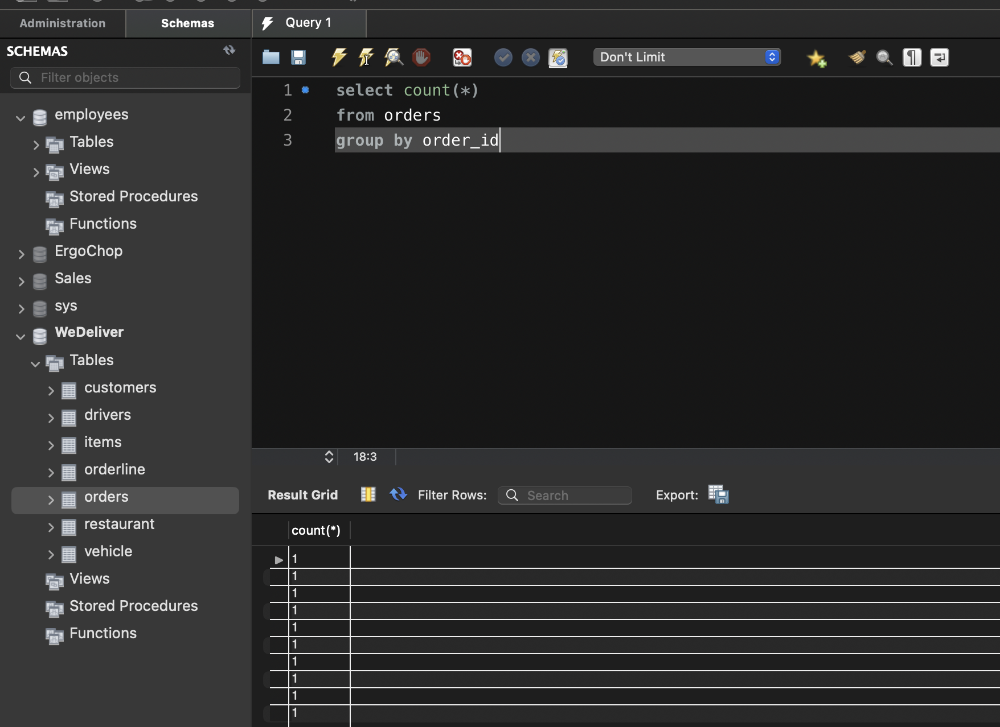 Administration
Schemas
Query 1
SCHEMAS
Filter objects
employees
Tables
Views
Stored Procedures
Functions
ErgoChop
Sales
sys
WeDeliver
Tables
customers
drivers
items
orderline
orders
restaurant
vehicle
Views
Stored Procedures
Functions
Don't Limit
1 select count(*)
2 from orders
3 group by order_id
18:3
Result Grid Filter Rows: Search Export:
count(*)
1
1
1
1
1
1
1
1
1
1